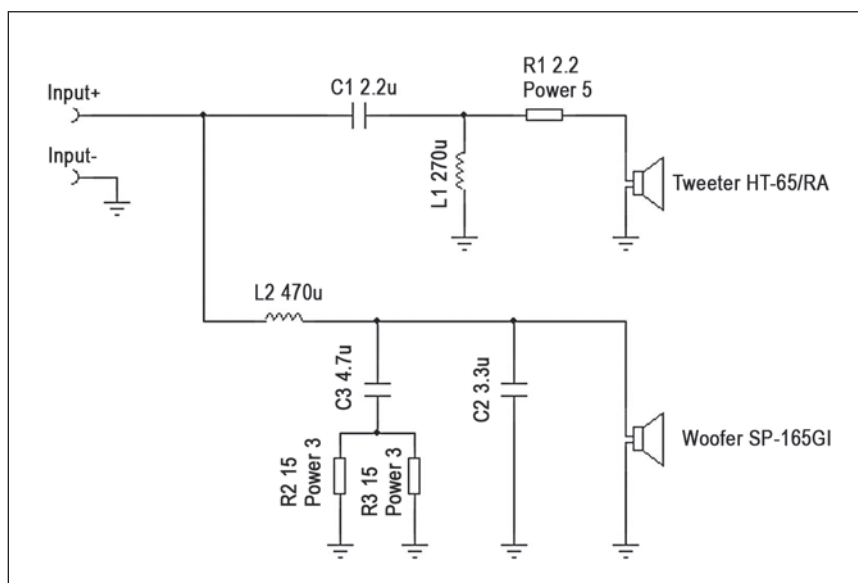 Input+
Input-
C1 2.2u
R1 2.2
Power 5
L1 270u
Tweeter HT-65/RA
L2 470u
C3 4.7u
C2 3.3u
R2 15
Power 3
R3 15
Power 3
Woofer SP-165GI